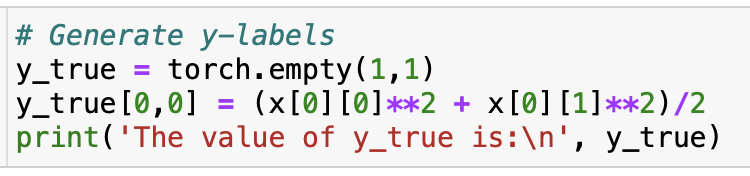 # Generate y-labels
y_true = torch.empty(1,1)
y_true[0,0] = (x[0][0]**2 + x[0][1]**2)/2
print('The value of y_true is:\n', y_true)